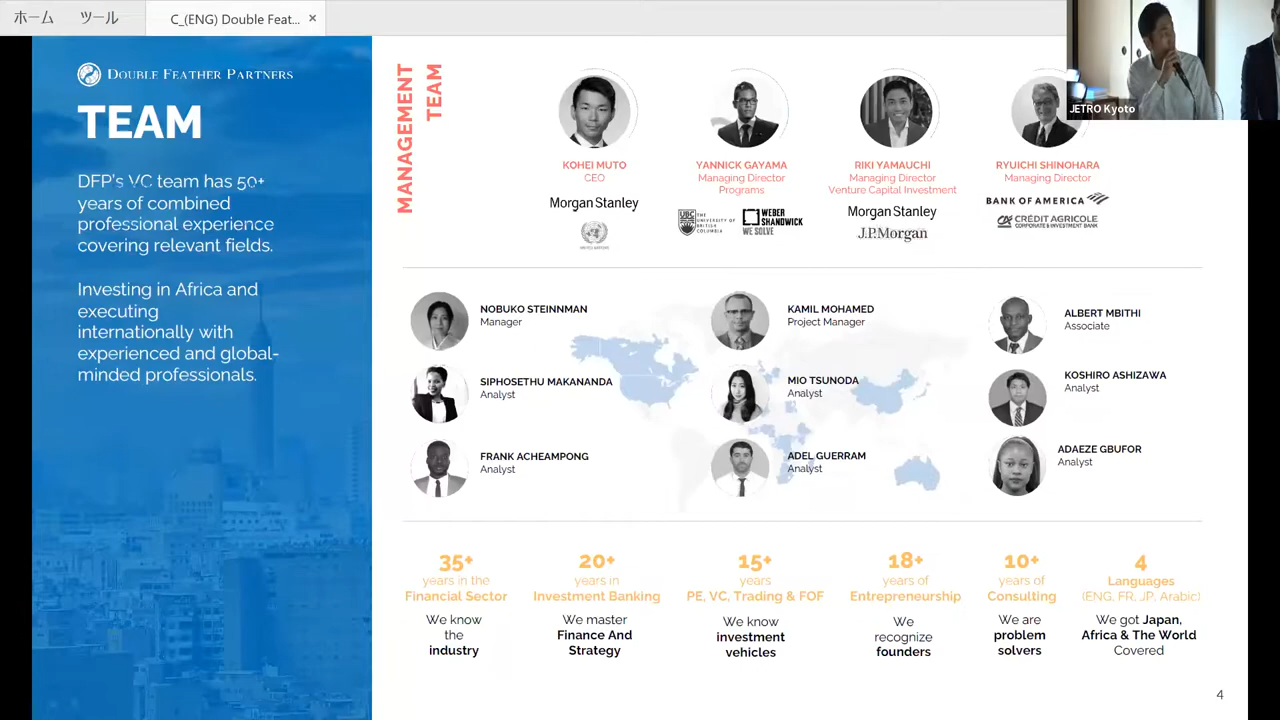 ホーム ツール C_(ENG) Double Feat... ×
JETRO Kyoto
DOUBLE FEATHER PARTNERS
TEAM
DFP's VC team has 50+
years of combined
professional experience
covering relevant fields.
Investing in Africa and
executing
internationally with
experienced and global-
minded professionals.
MANAGEMENT
TEAM
KOHEI MUTO
CEO
Morgan Stanley
UNITED NATIONS
YANNICK GAYAMA
Managing Director
Programs
UBC
THE
UNIVERSITY OF
BRITISH
COLUMBIA
WEBER
SHANDWICK
WE SOLVE
RIKI YAMAUCHI
Managing Director
Venture Capital Investment
Morgan Stanley
J.P.Morgan
RYUICHI SHINOHARA
Managing Director
BANK OF AMERICA
CRÉDIT AGRICOLE
CORPORATE & INVESTMENT BANK
NOBUKO STEINNMAN
Manager
KAMIL MOHAMED
Project Manager
ALBERT MBITHI
Associate
SIPHOSETHU MAKANANDA
Analyst
MIO TSUNODA
Analyst
KOSHIRO ASHIZAWA
Analyst
FRANK ACHEAMPONG
Analyst
ADEL GUERRAM
Analyst
ADAEZE GBUFOR
Analyst
35+
years in the
Financial Sector
We know
the
industry
20+
years in
Investment Banking
We master
Finance And
Strategy
15+
years
PE, VC, Trading & FOF
We know
investment
vehicles
18+
years of
Entrepreneurship
We
recognize
founders
10+
years of
Consulting
We are
problem
solvers
4
Languages
(ENG, FR, JP, Arabic)
We got Japan,
Africa & The World
Covered
4